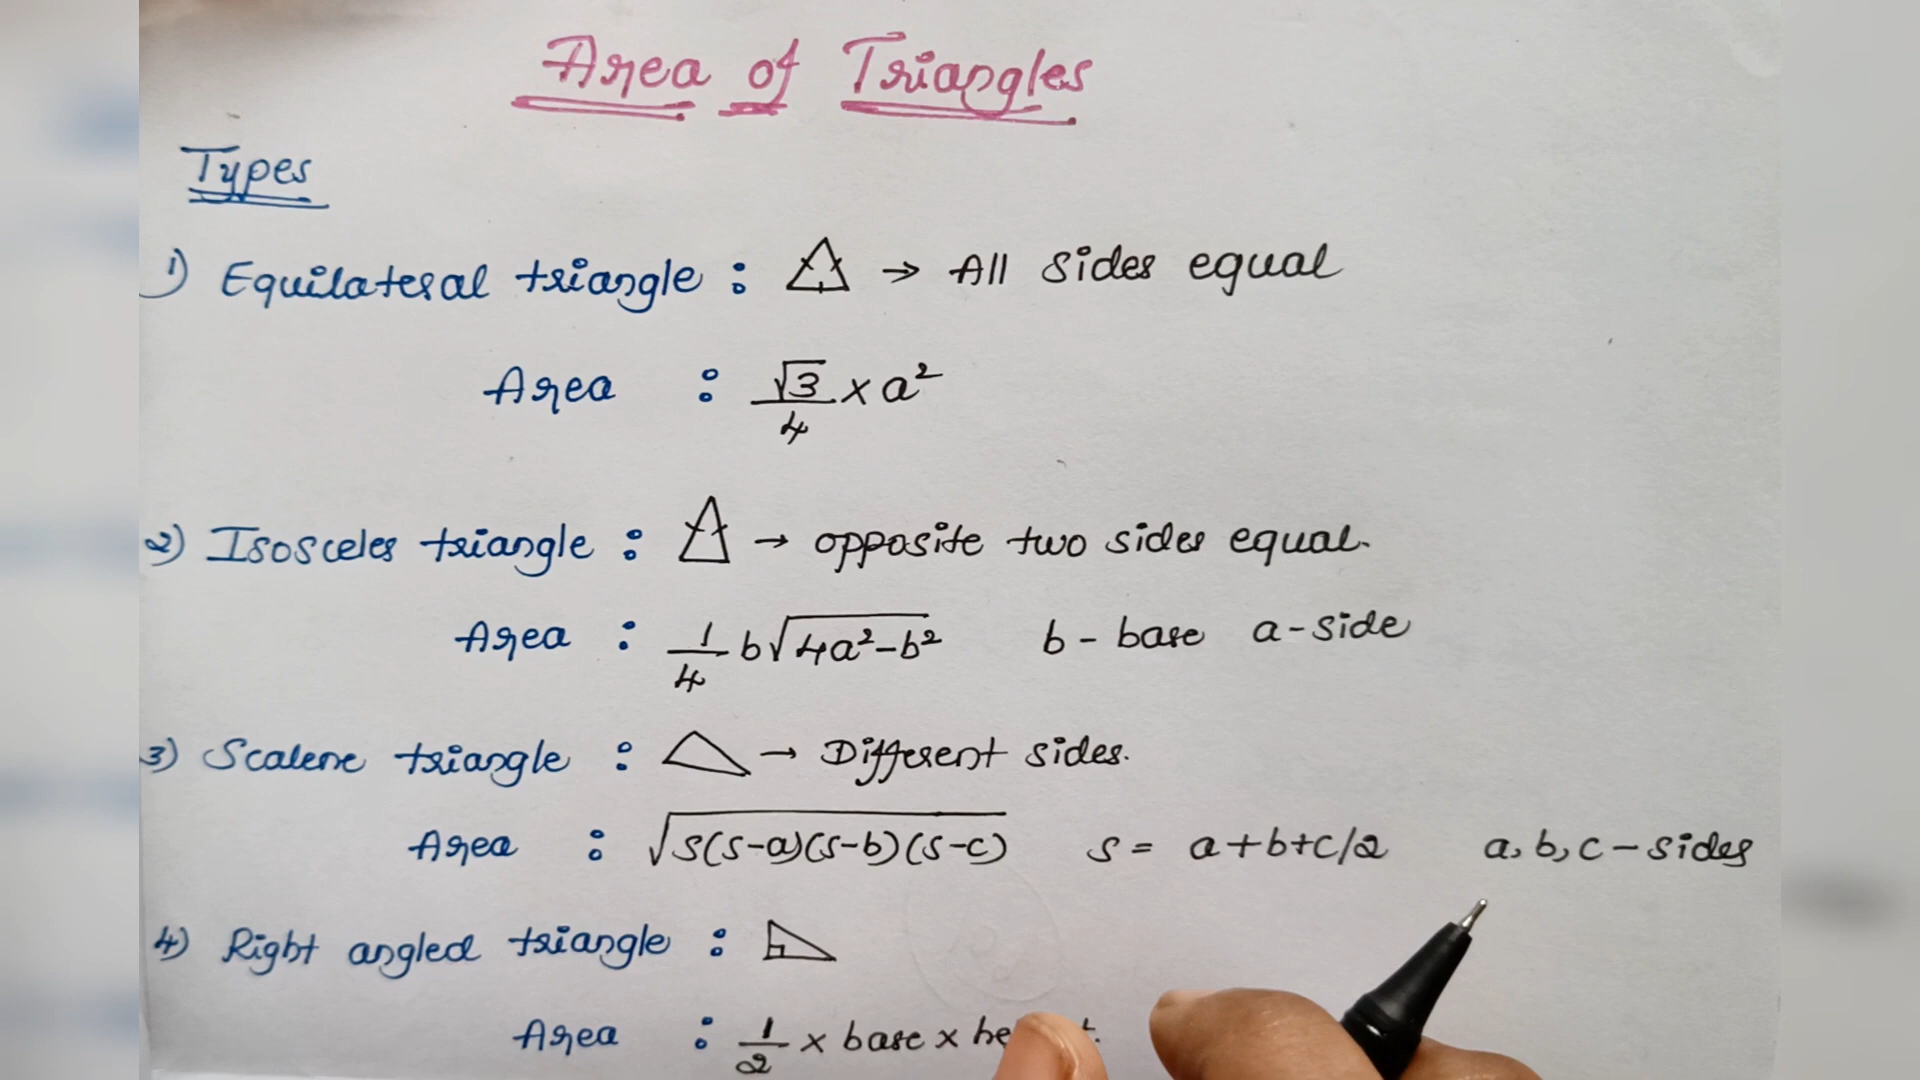 Area of Triangles
Types
1) Equilateral triangle : → All sides equal
Area : √3/4 × a²
2) Isosceles triangle : → opposite two sides equal.
Area : 1/4 b√4a²-b² b - base a - side
3) Scalene triangle : → Different sides.
Area : √s(s-a)(s-b)(s-c) s = a+b+c/2 a, b, c - sides
4) Right angled triangle :
Area : 1/2 × base ×